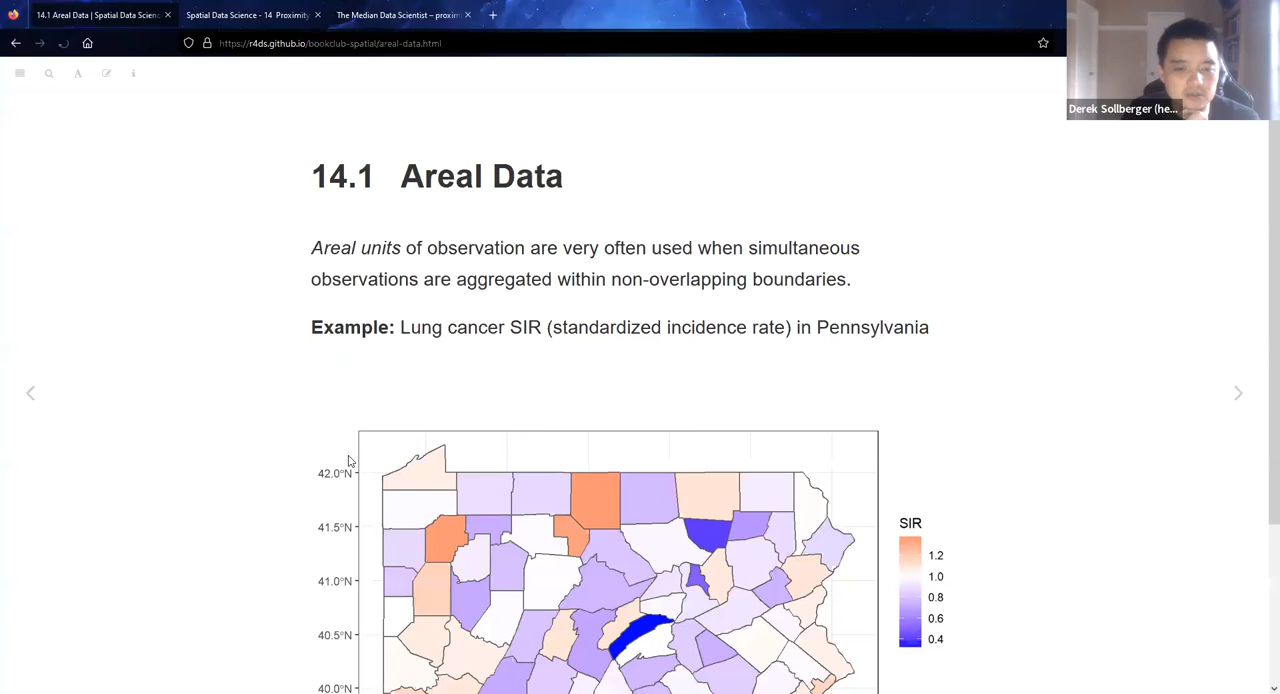 14.1 Areal Data | Spatial Data Scienc
Spatial Data Science - 14 Proximity
The Median Data Scientist – proxim
https://r4ds.github.io/bookclub-spatial/areal-data.html
Derek Sollberger (he...
14.1 Areal Data
Areal units of observation are very often used when simultaneous
observations are aggregated within non-overlapping boundaries.
Example: Lung cancer SIR (standardized incidence rate) in Pennsylvania
42.0°N
41.5°N
41.0°N
40.5°N
40.0°N
SIR
1.2
1.0
0.8
0.6
0.4